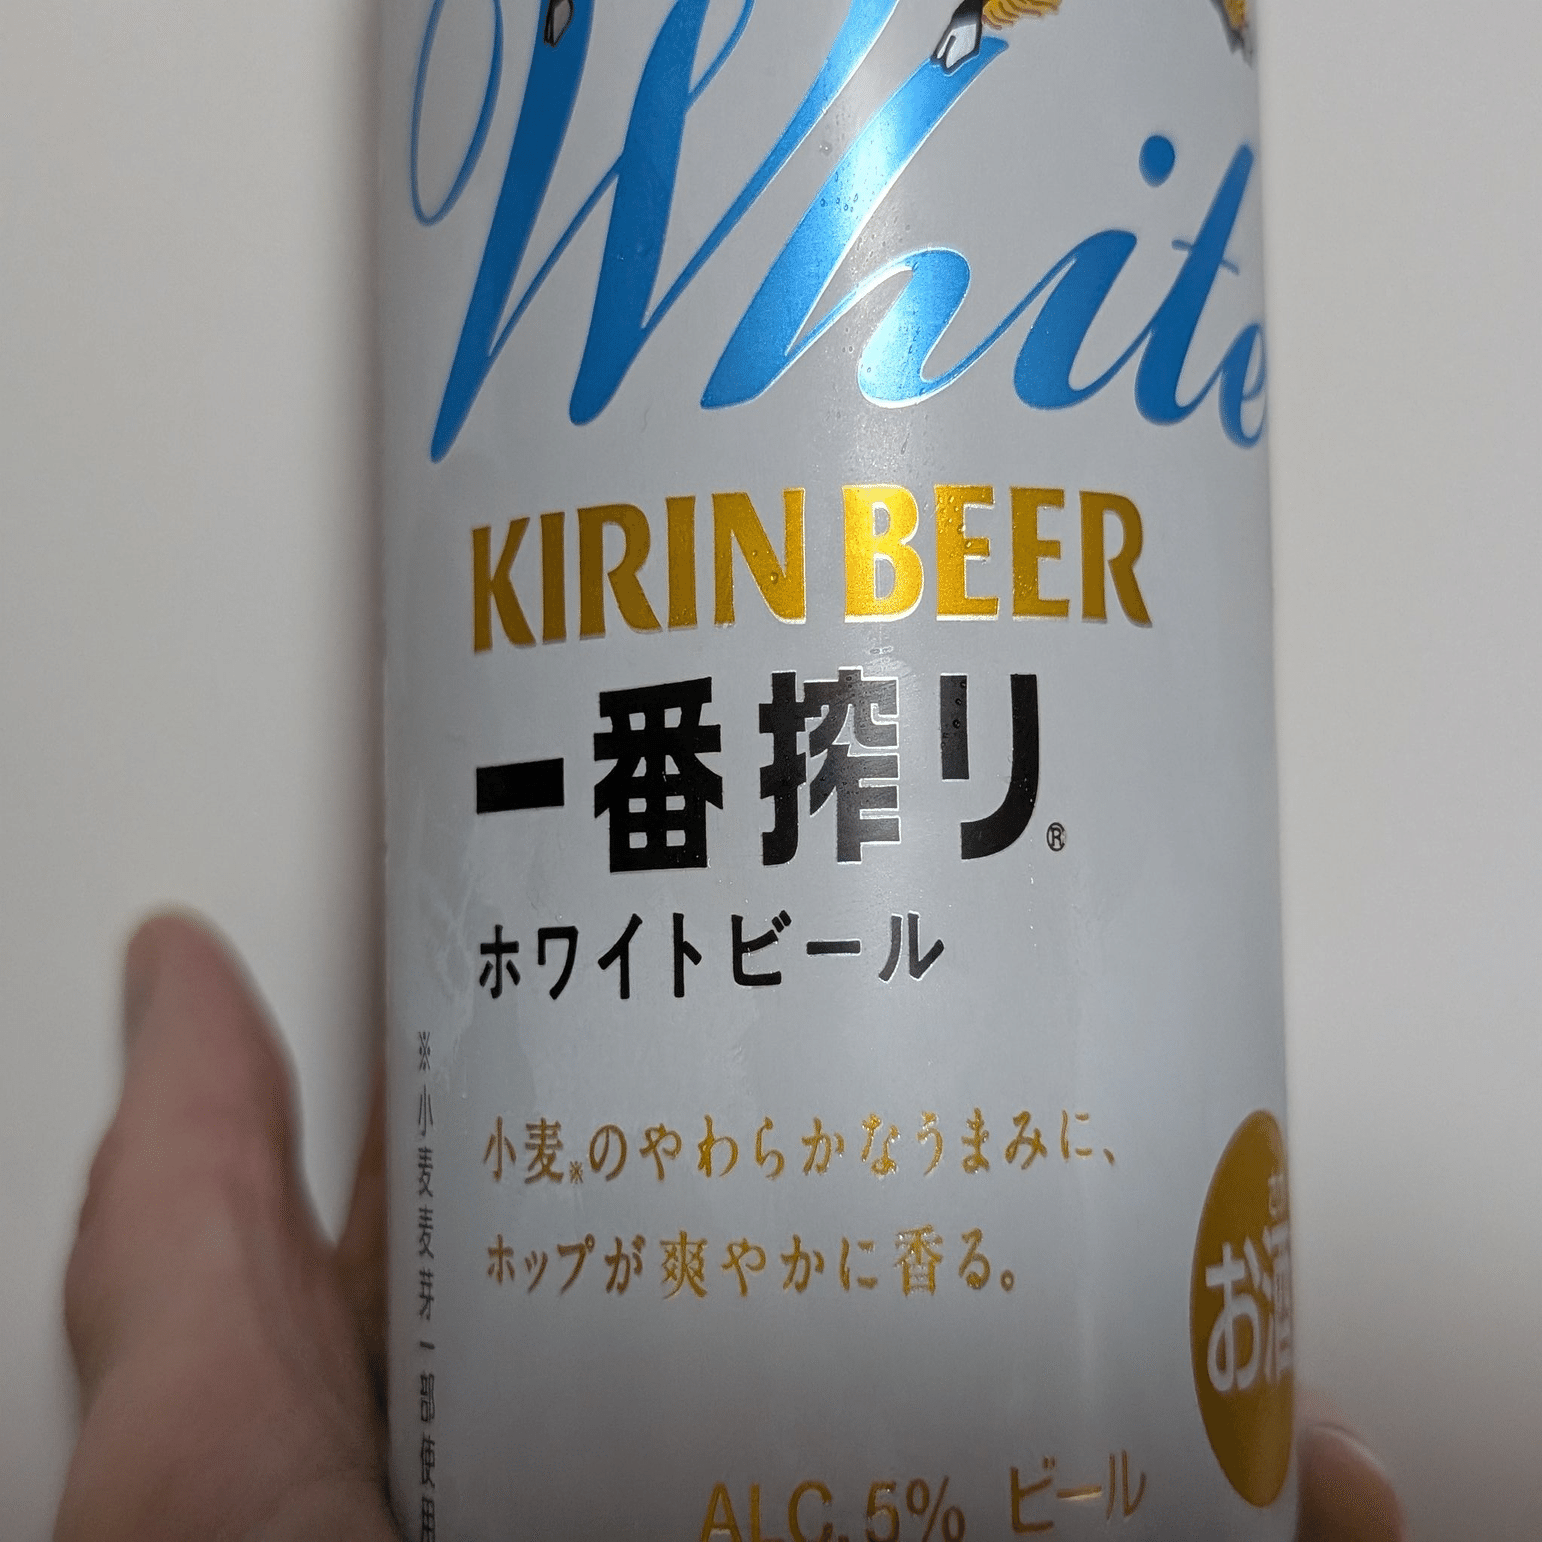 White
KIRIN BEER
一番搾り®
ホワイトビール
小麦※のやわらかなうまみに、
ホップが爽やかに香る。
※小麦麦芽一部使用
お酒
ALC.5% ビール